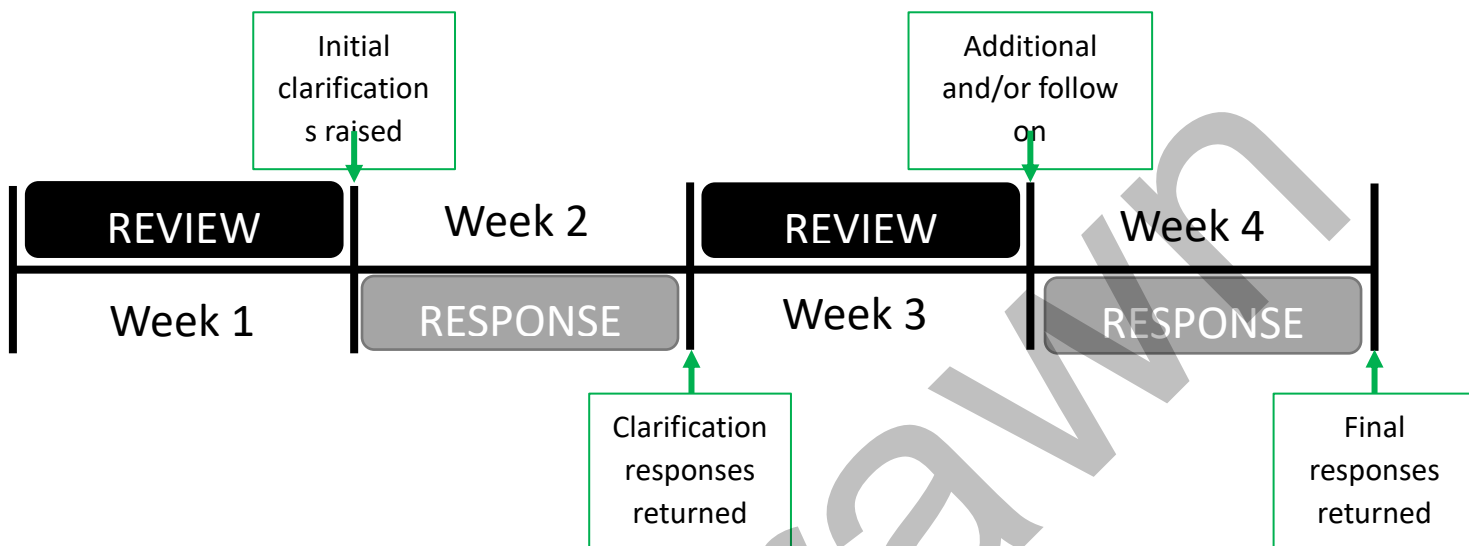 Initial
clarification
s raised
Additional
and/or follow
on
REVIEW
Week 2
REVIEW
Week 4
Week 1
RESPONSE
Week 3
RESPONSE
Clarification
responses
returned
Final
responses
returned